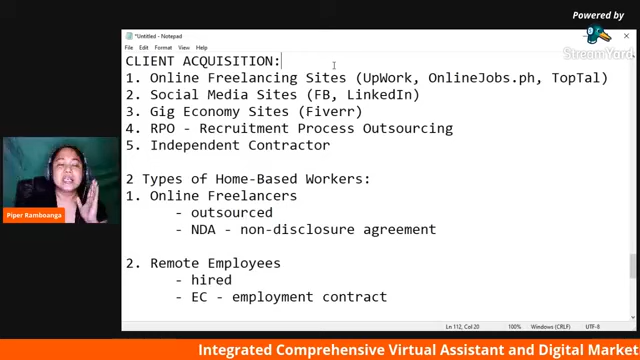 Powered by
StreamYard
*Untitled - Notepad
File Edit Format View Help
CLIENT ACQUISITION:
1. Online Freelancing Sites (UpWork, OnlineJobs.ph, TopTal)
2. Social Media Sites (FB, LinkedIn)
3. Gig Economy Sites (Fiverr)
4. RPO - Recruitment Process Outsourcing
5. Independent Contractor
2 Types of Home-Based Workers:
1. Online Freelancers
- outsourced
- NDA - non-disclosure agreement
2. Remote Employees
- hired
- EC - employment contract
Piper Ramboanga
Ln 112, Col 20 100% Windows (CRLF) UTF-8
Integrated Comprehensive Virtual Assistant and Digital Market